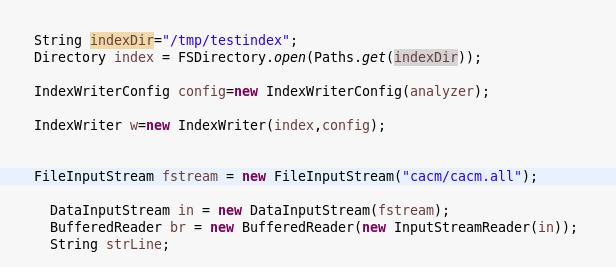 String indexDir="/tmp/testindex";
Directory index = FSDirectory.open(Paths.get(indexDir));
IndexWriterConfig config=new IndexWriterConfig(analyzer);
IndexWriter w=new IndexWriter(index,config);
FileInputStream fstream = new FileInputStream("cacm/cacm.all");
DataInputStream in = new DataInputStream(fstream);
BufferedReader br = new BufferedReader(new InputStreamReader(in));
String strLine;